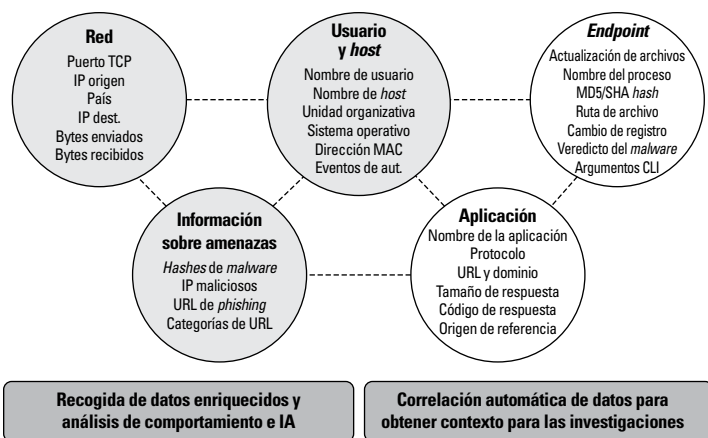 Red
Puerto TCP
IP origen
País
IP dest.
Bytes enviados
Bytes recibidos
Usuario
y host
Nombre de usuario
Nombre de host
Unidad organizativa
Sistema operativo
Dirección MAC
Eventos de aut.
Endpoint
Actualización de archivos
Nombre del proceso
MD5/SHA hash
Ruta de archivo
Cambio de registro
Veredicto del malware
Argumentos CLI
Información
sobre amenazas
Hashes de malware
IP maliciosos
URL de phishing
Categorías de URL
Aplicación
Nombre de la aplicación
Protocolo
URL y dominio
Tamaño de respuesta
Código de respuesta
Origen de referencia
Recogida de datos enriquecidos y
análisis de comportamiento e IA
Correlación automática de datos para
obtener contexto para las investigaciones